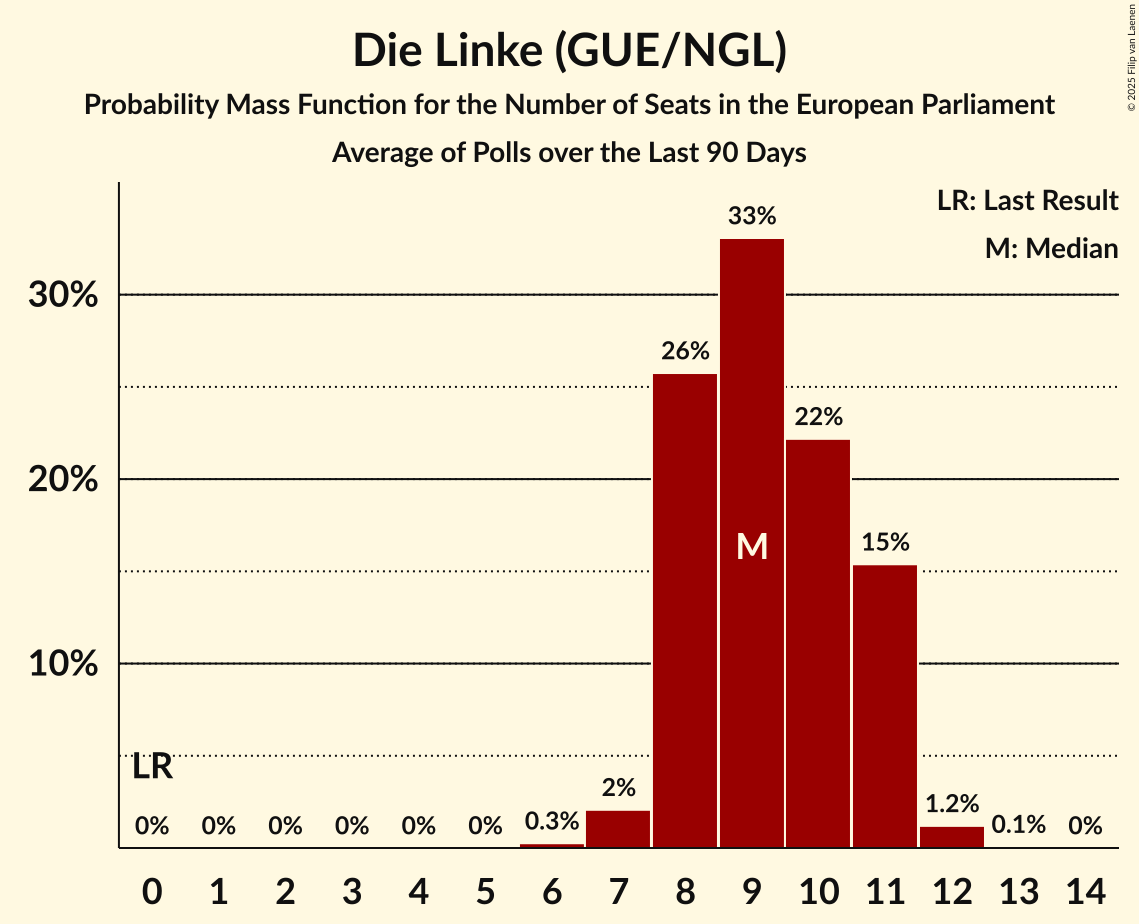 Die Linke (GUE/NGL)
Probability Mass Function for the Number of Seats in the European Parliament
Average of Polls over the Last 90 Days
© 2025 Filip van Laenen
LR: Last Result
M: Median
30%
20%
10%
33%
26%
22%
15%
M
LR
0% 0% 0% 0% 0% 0% 0.3% 2% 1.2% 0.1% 0%
0 1 2 3 4 5 6 7 8 9 10 11 12 13 14